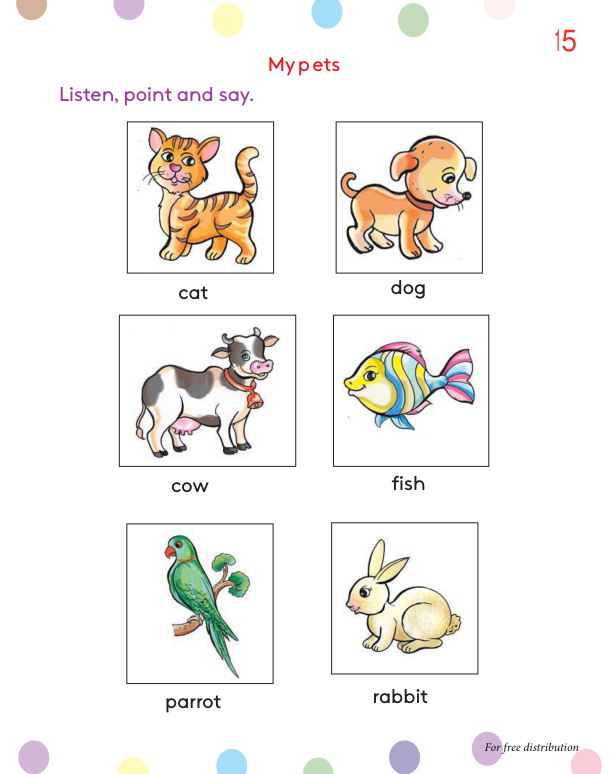 15
My pets
Listen, point and say.
cat
dog
cow
fish
parrot
rabbit
For free distribution